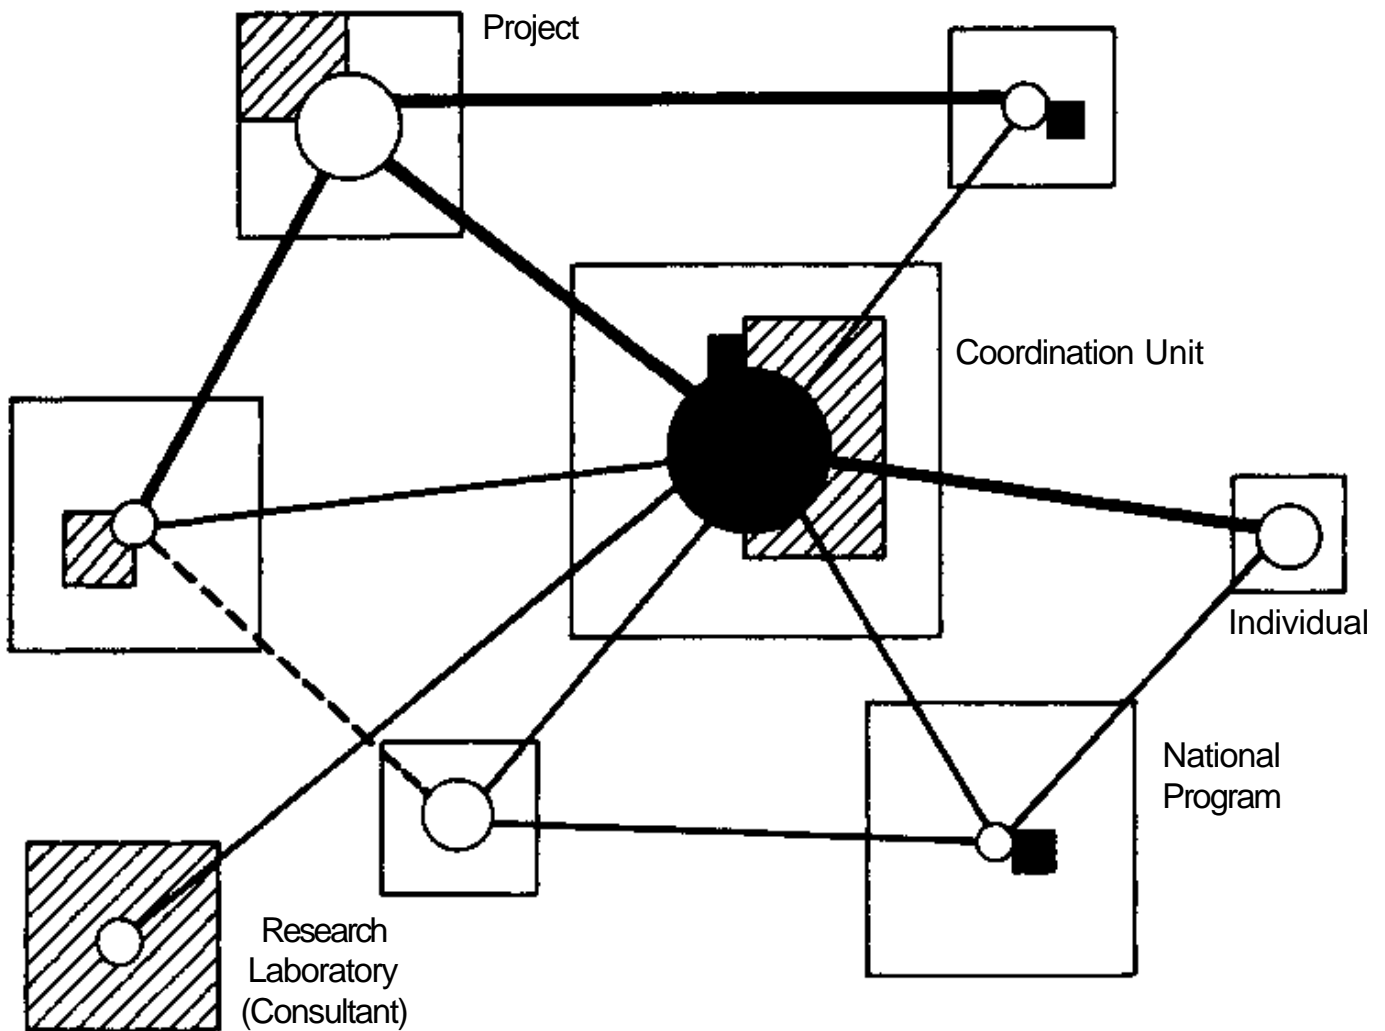 Project
Coordination Unit
Individual
National
Program
Research
Laboratory
(Consultant)